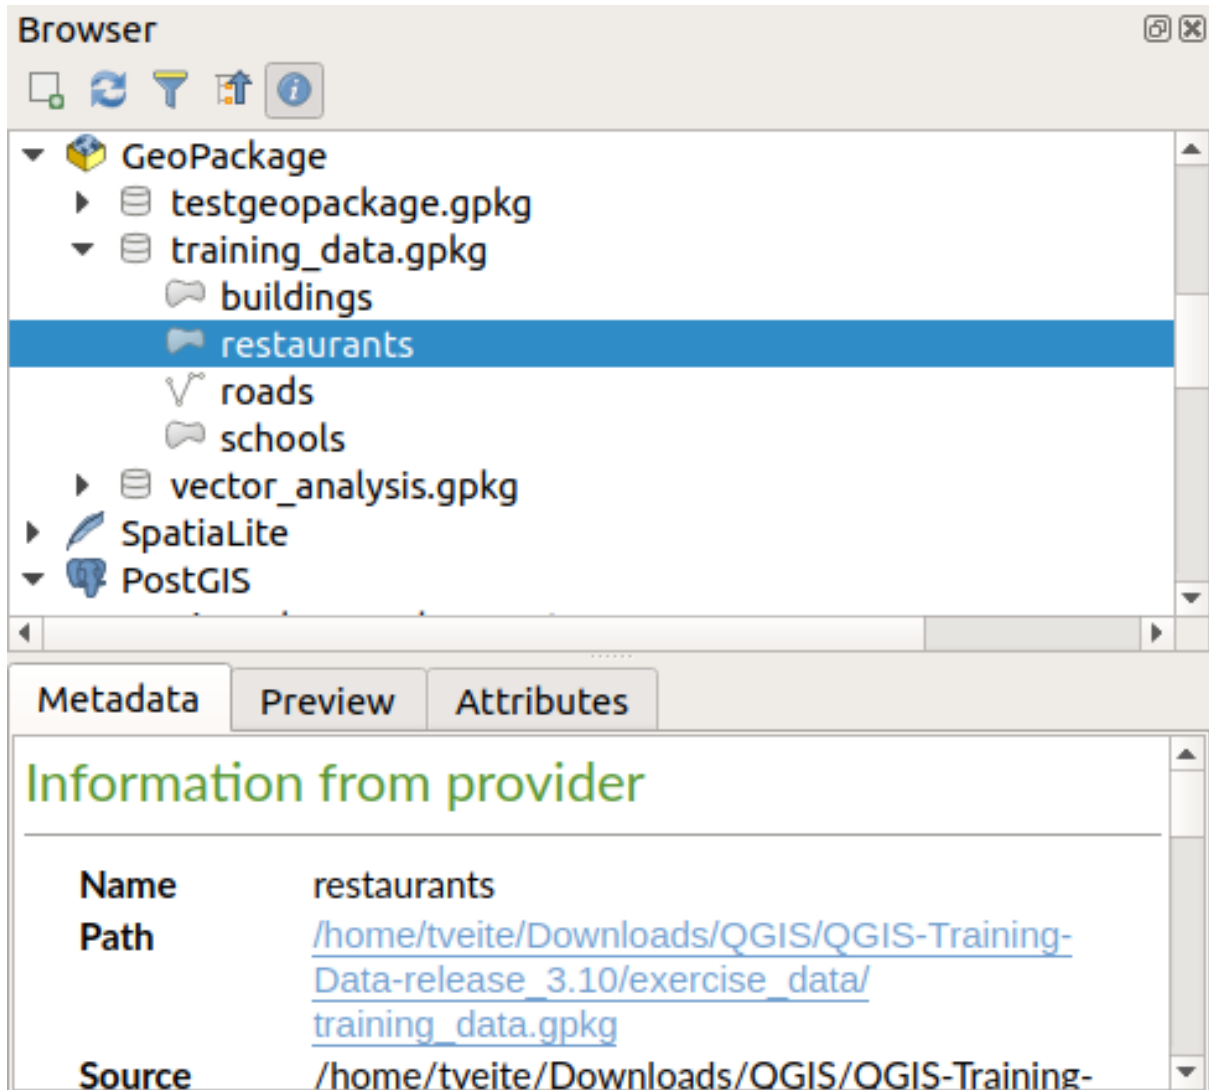 Browser
GeoPackage
testgeopackage.gpkg
training_data.gpkg
buildings
restaurants
roads
schools
vector_analysis.gpkg
SpatiaLite
PostGIS
Metadata Preview Attributes
Information from provider
Name restaurants
Path /home/tveite/Downloads/QGIS/QGIS-Training-
Data-release_3.10/exercise_data/
training_data.gpkg
Source /home/tveite/Downloads/QGIS/QGIS-Training-